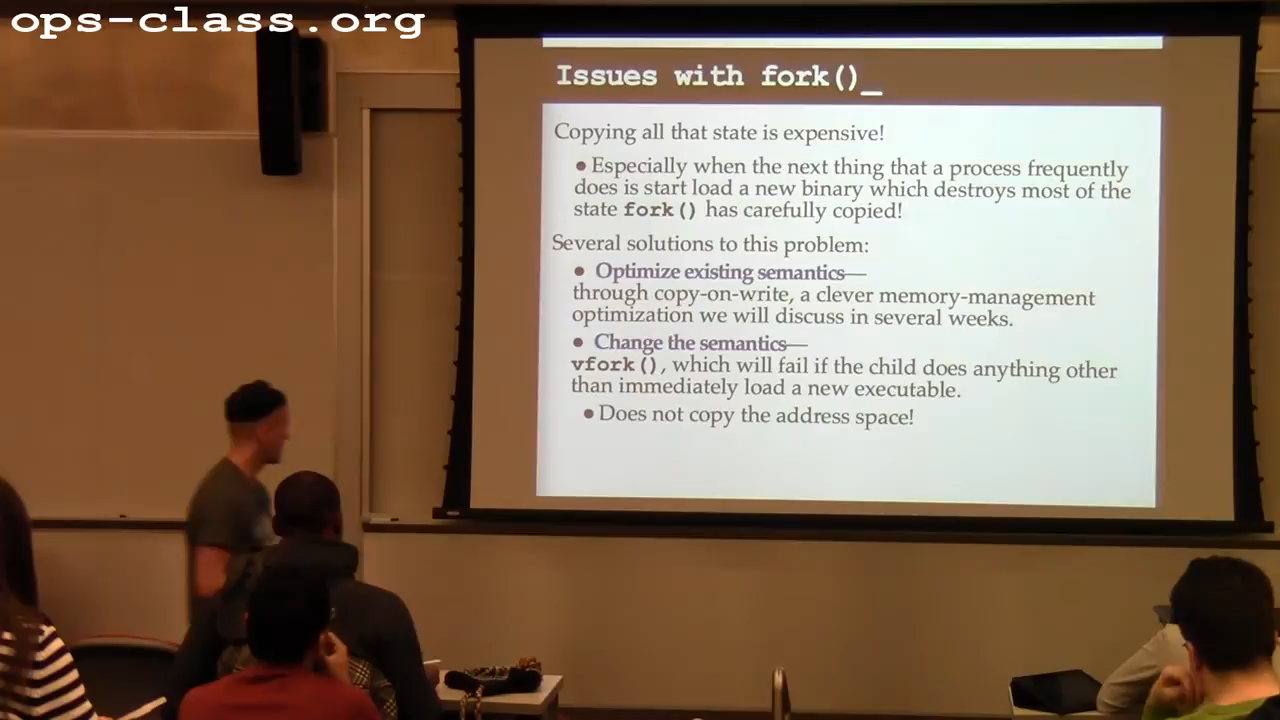 ops-class.org
Issues with fork()_
Copying all that state is expensive!
● Especially when the next thing that a process frequently
does is start load a new binary which destroys most of the
state fork() has carefully copied!
Several solutions to this problem:
● Optimize existing semantics—
through copy-on-write, a clever memory-management
optimization we will discuss in several weeks.
● Change the semantics—
vfork(), which will fail if the child does anything other
than immediately load a new executable.
● Does not copy the address space!